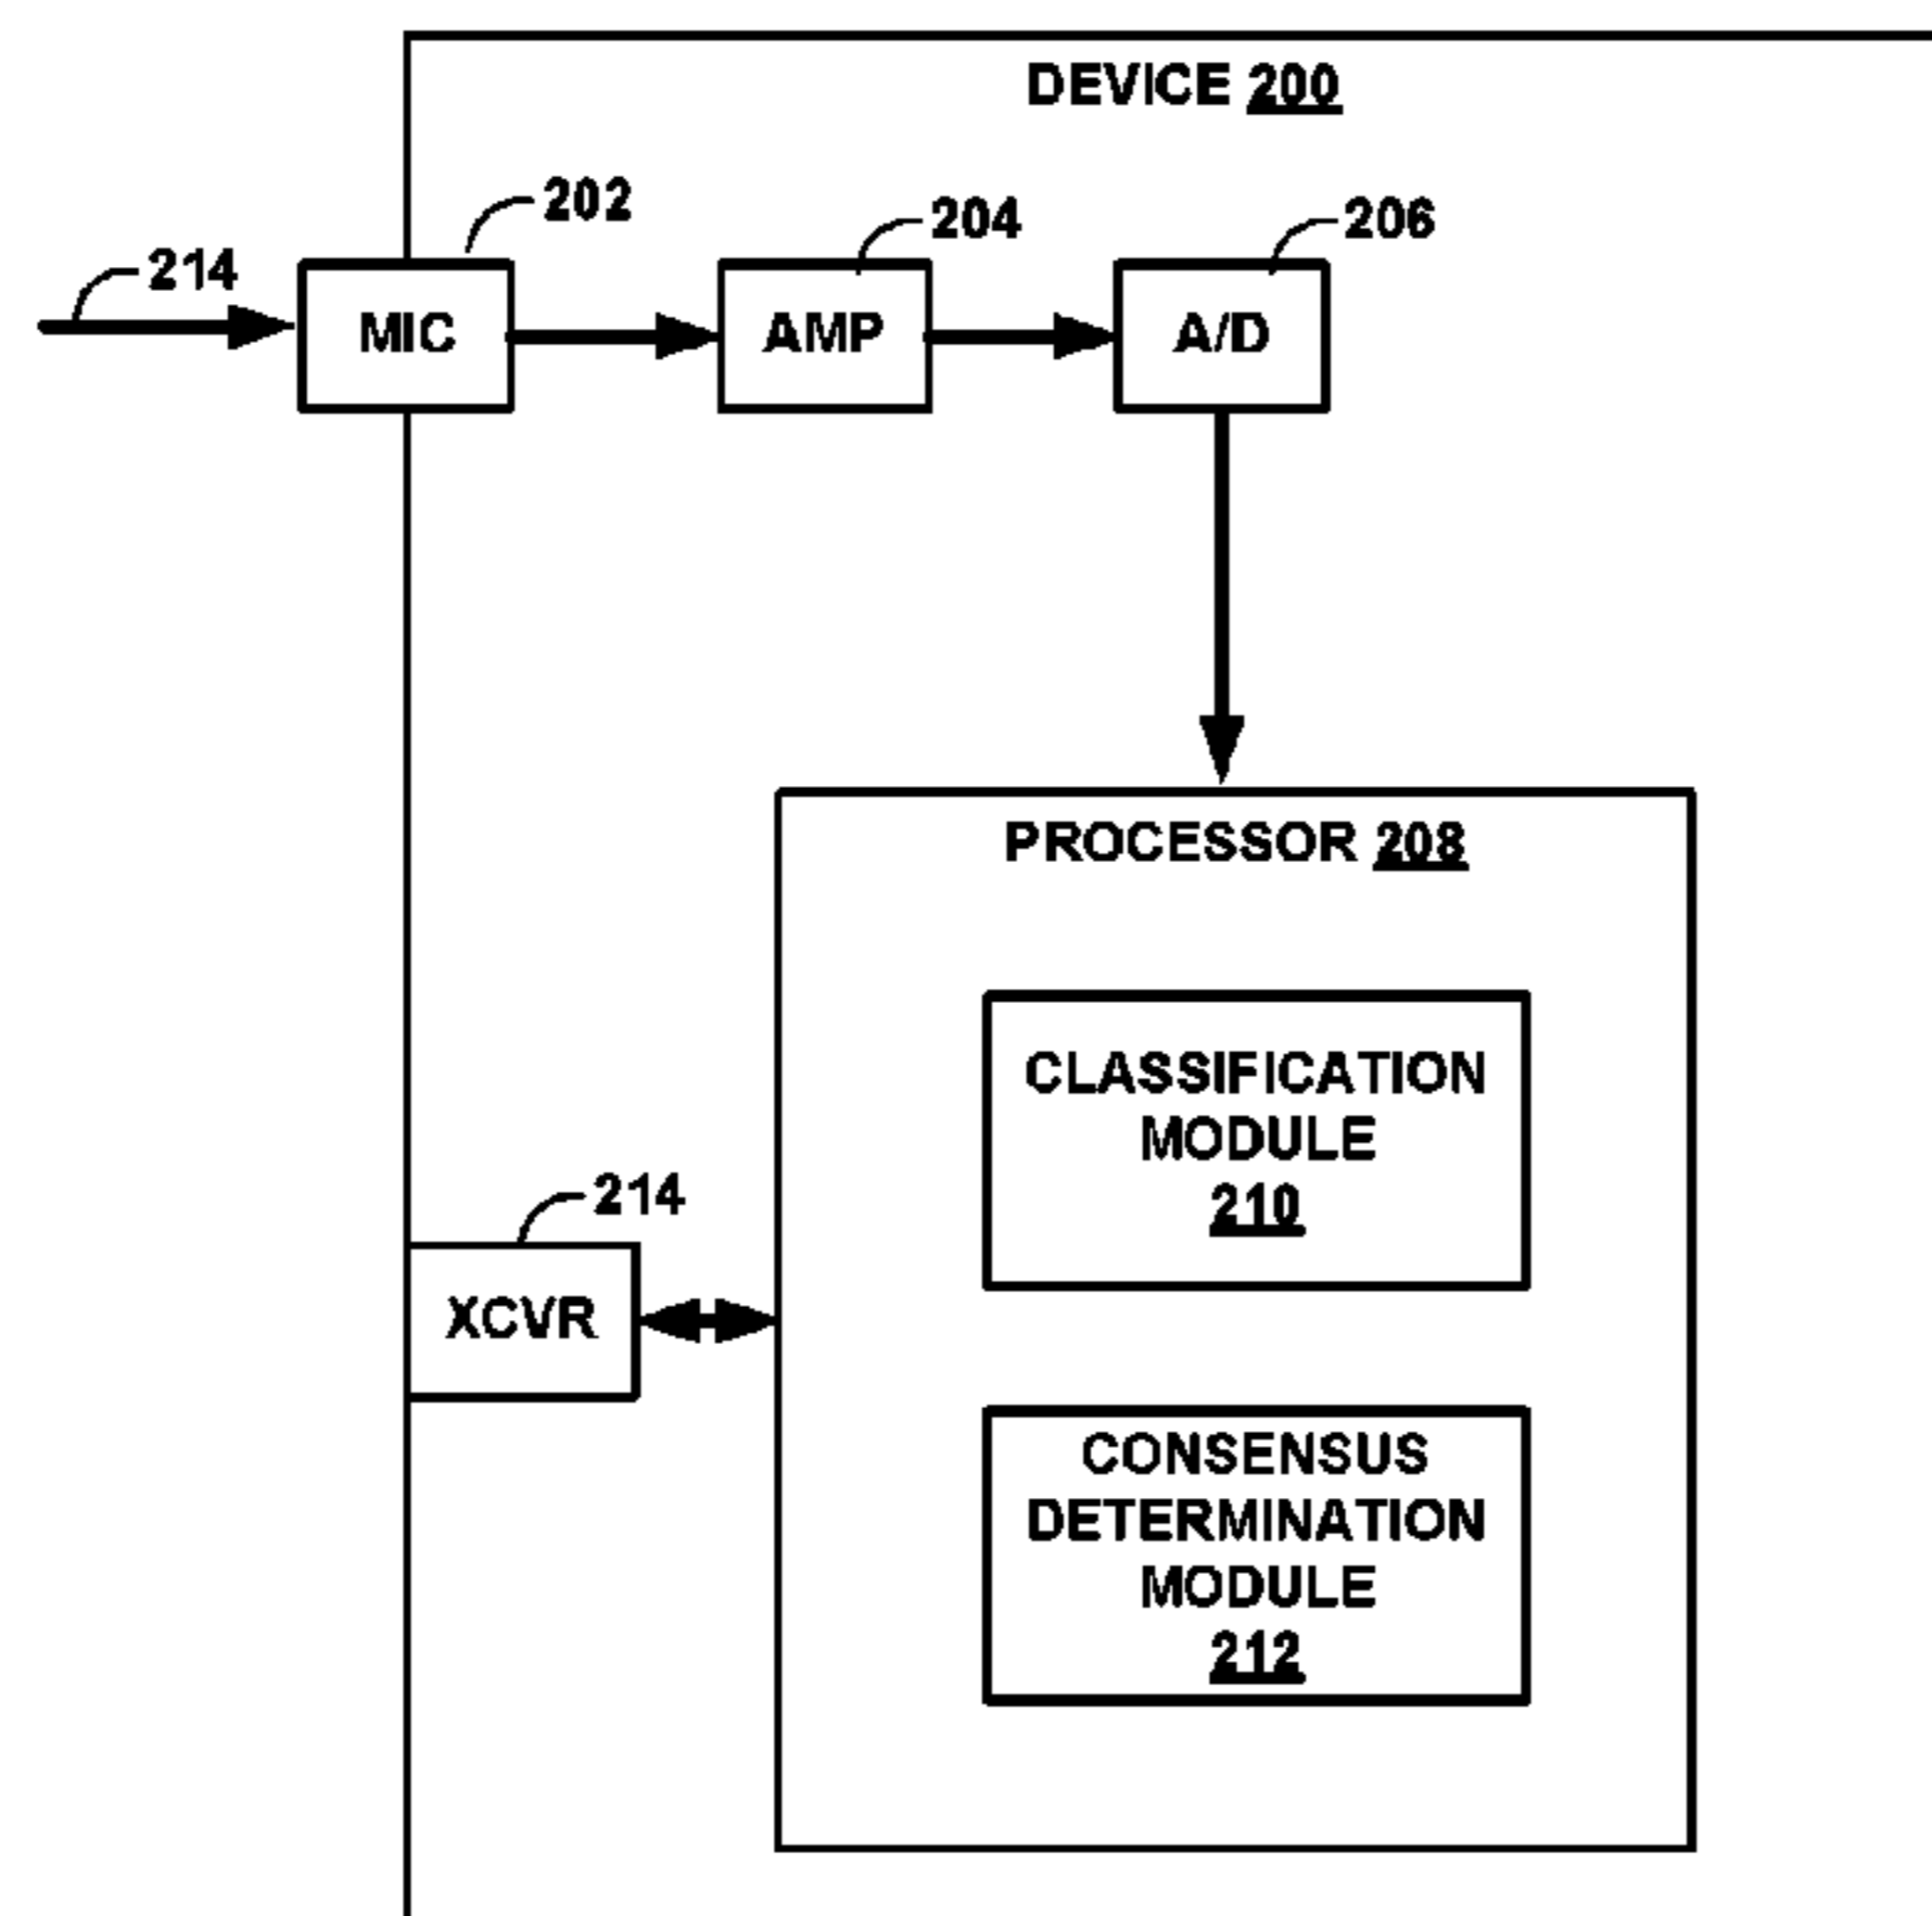 DEVICE 200
202
204
206
214
MIC
AMP
A/D
PROCESSOR 208
CLASSIFICATION
MODULE
210
214
XCVR
CONSENSUS
DETERMINATION
MODULE
212